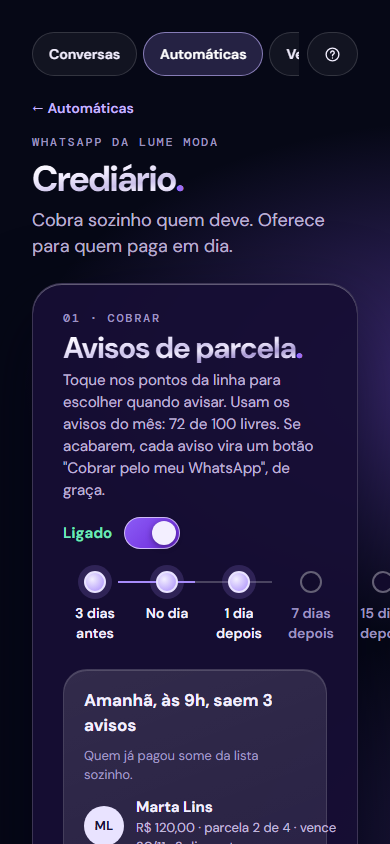 Conversas Automáticas
← Automáticas
WHATSAPP DA LUME MODA
Crediário.
Cobra sozinho quem deve. Oferece
para quem paga em dia.
01 · COBRAR
Avisos de parcela.
Toque nos pontos da linha para
escolher quando avisar. Usam os
avisos do mês: 72 de 100 livres. Se
acabarem, cada aviso vira um botão
"Cobrar pelo meu WhatsApp", de
graça.
Ligado
3 dias antes
No dia
1 dia depois
7 dias depois
15
Amanhã, às 9h, saem 3
avisos
Quem já pagou some da lista
sozinho.
ML
Marta Lins
R$ 120,00 · parcela 2 de 4 · vence